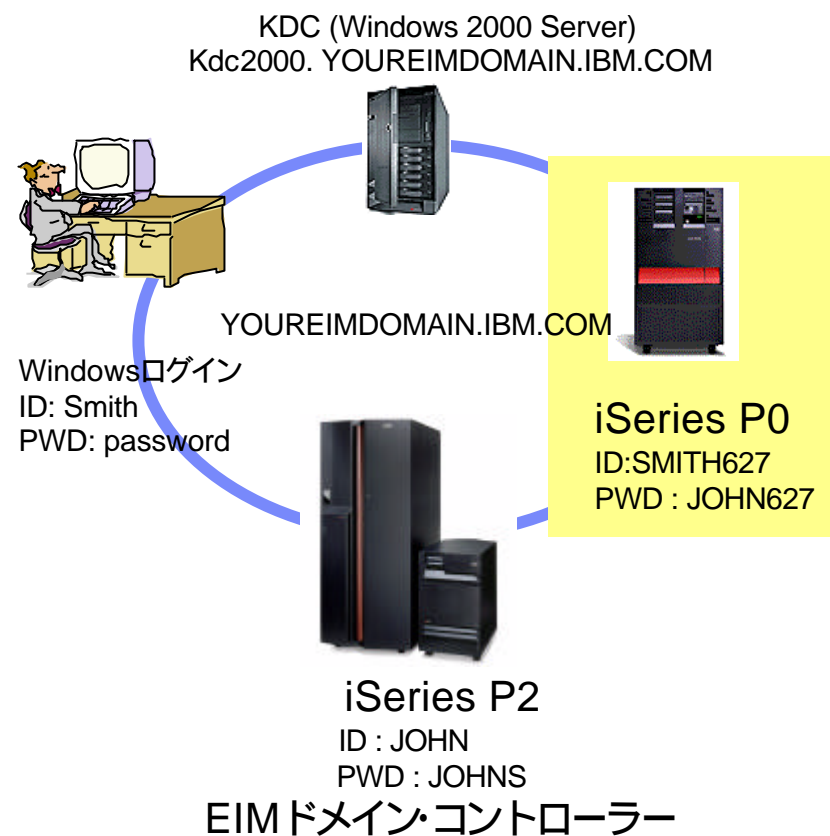 KDC (Windows 2000 Server)
Kdc2000. YOUREIMDOMAIN.IBM.COM
YOUREIMDOMAIN.IBM.COM
Windowsログイン
ID: Smith
PWD: password
iSeries P0
ID:SMITH627
PWD : JOHN627
iSeries P2
ID : JOHN
PWD : JOHNS
EIMドメイン・コントローラー